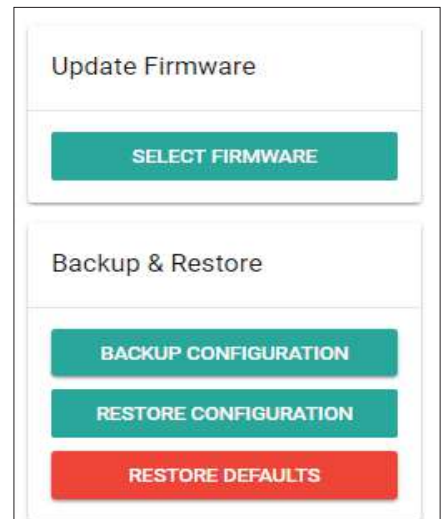 Update Firmware
SELECT FIRMWARE
Backup & Restore
BACKUP CONFIGURATION
RESTORE CONFIGURATION
RESTORE DEFAULTS